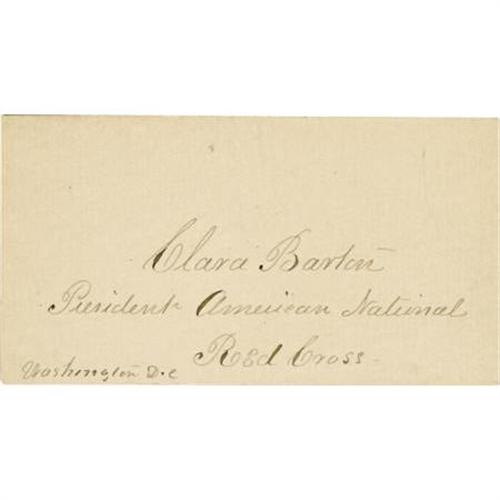 Clara Barton
President American National
Red Cross
Washington D.C